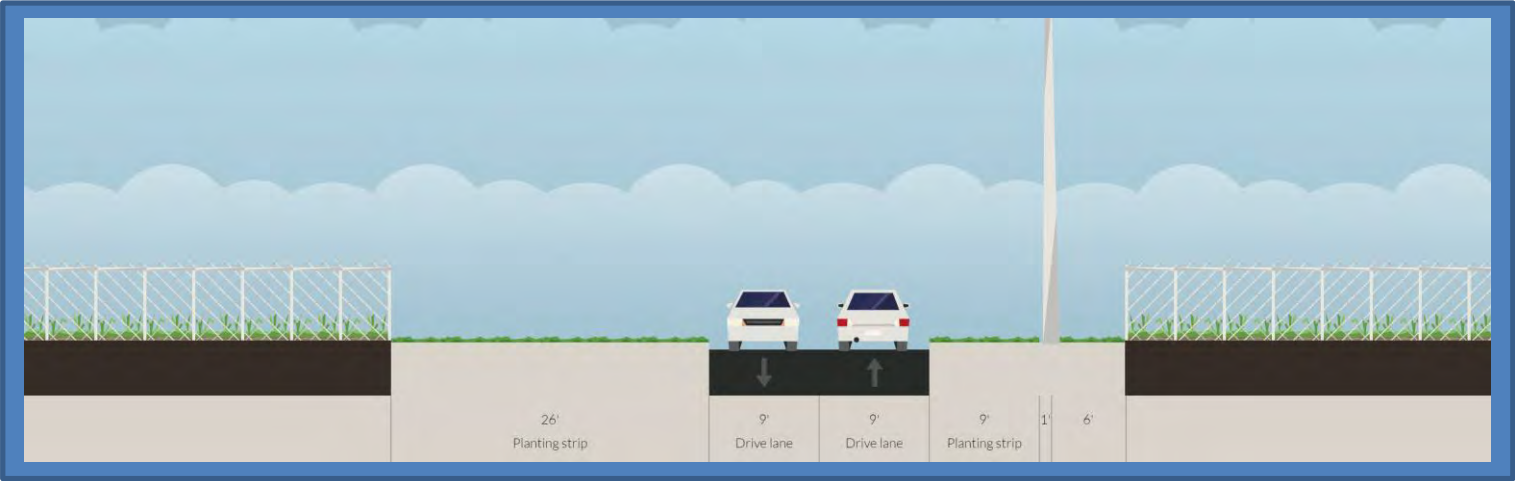 26' 9' 9' 9' 1' 6'
Planting strip Drive lane Drive lane Planting strip